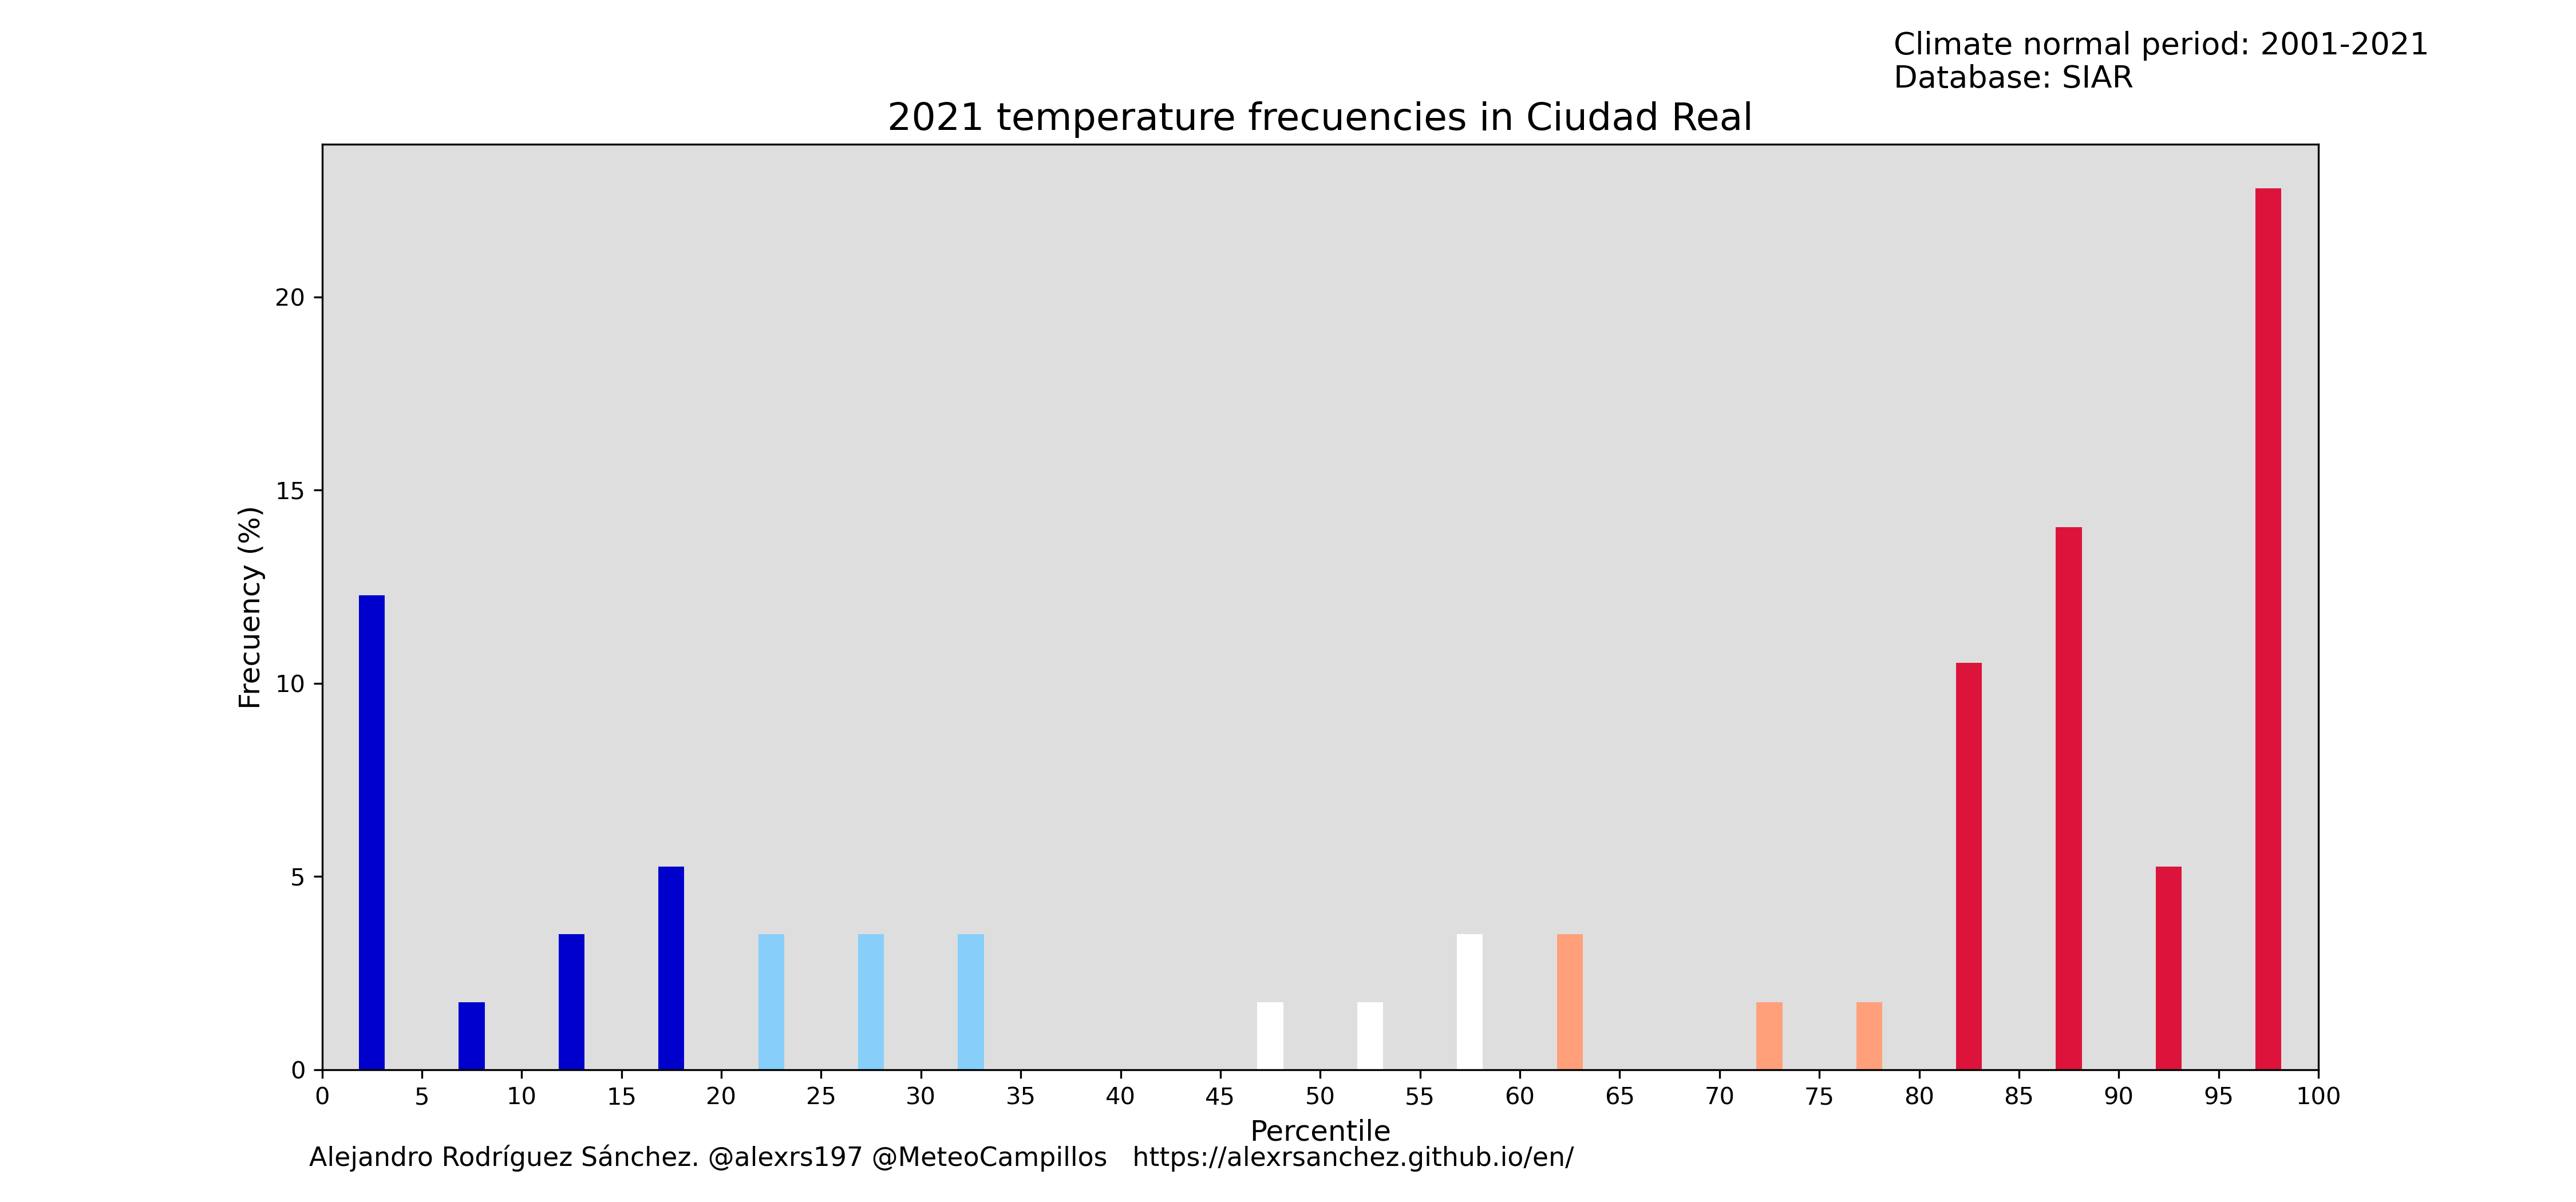 Climate normal period: 2001-2021
Database: SIAR
2021 temperature frecuencies in Ciudad Real
Frecuency (%)
20
15
10
5
0
0 5 10 15 20 25 30 35 40 45 50 55 60 65 70 75 80 85 90 95 100
Percentile
Alejandro Rodríguez Sánchez. @alexrs197 @MeteoCampillos https://alexrsanchez.github.io/en/